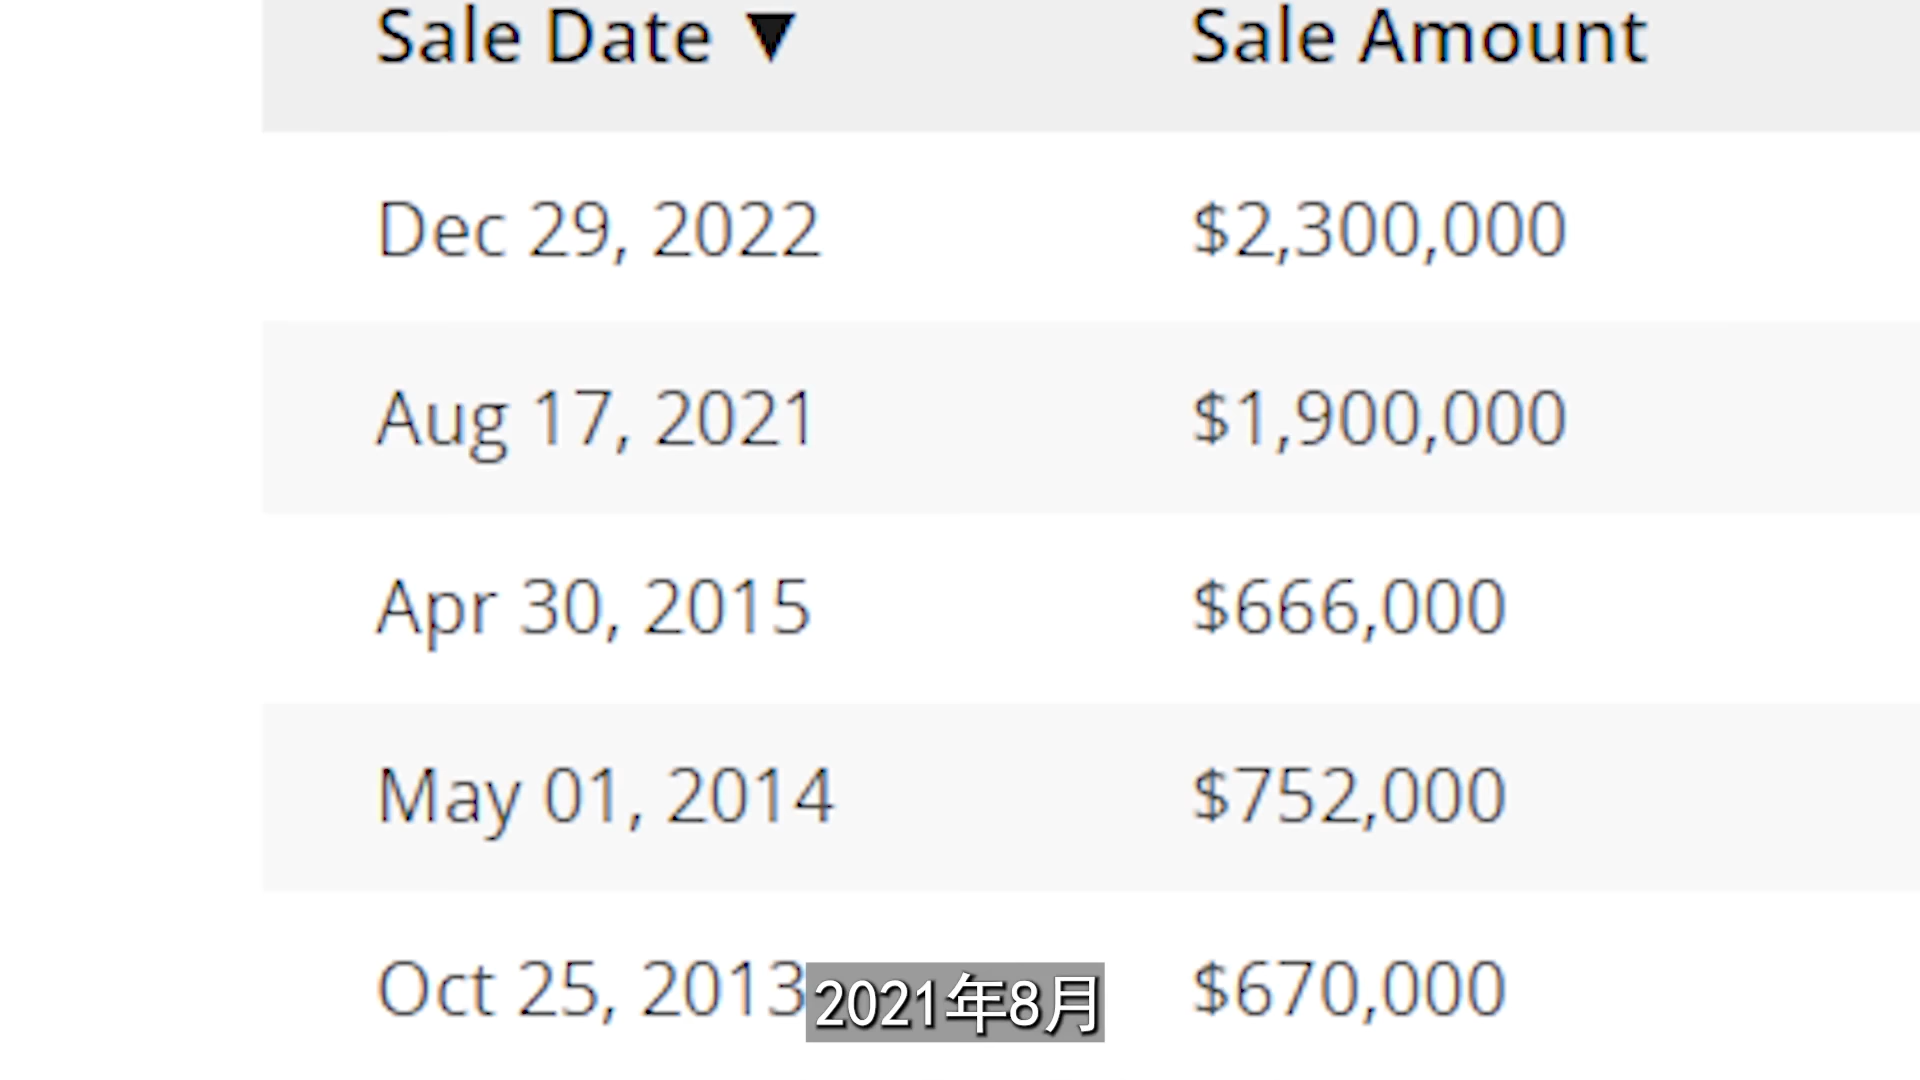 Sale Date ▼ Sale Amount
Dec 29, 2022 $2,300,000
Aug 17, 2021 $1,900,000
Apr 30, 2015 $666,000
May 01, 2014 $752,000
Oct 25, 2013 $670,000
2021年8月